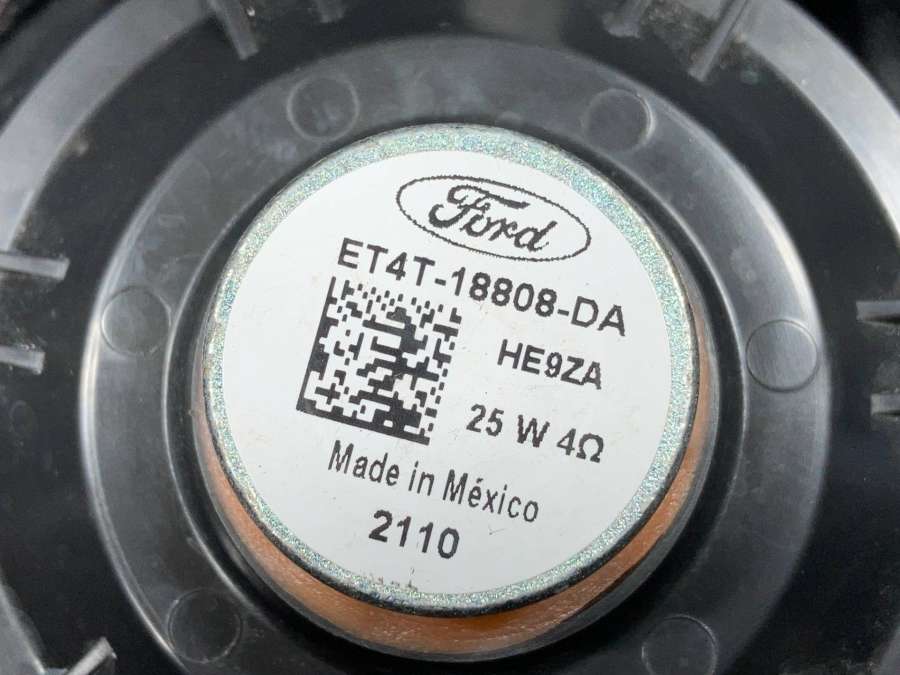 Ford
ET4T-18808-DA
HE9ZA
25 W 4Ω
Made in México
2110